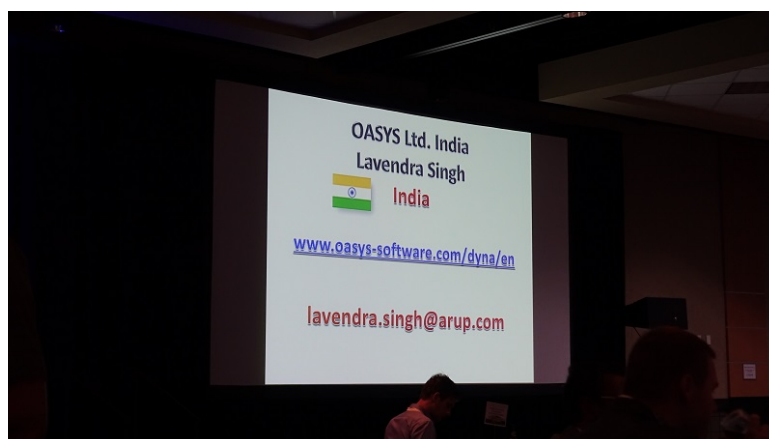 OASYS Ltd. India
Lavendra Singh
India
www.oasys-software.com/dyna/en
lavendra.singh@arup.com